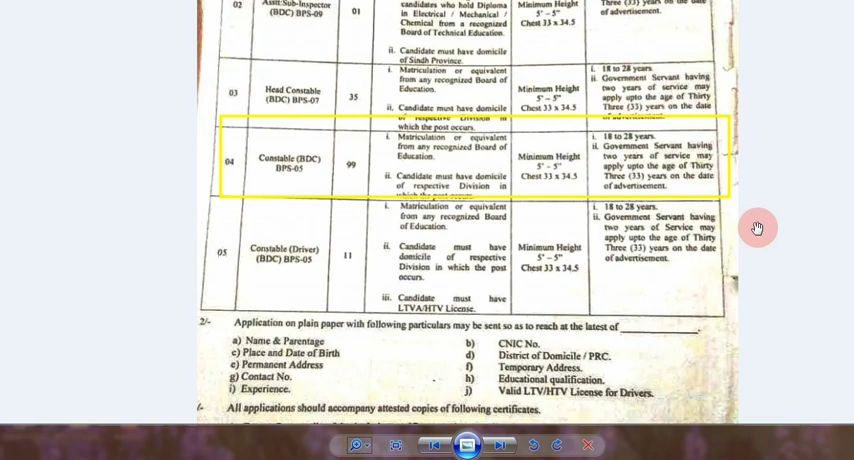 02
Asstt:Sub-Inspector
(BDC) BPS-09
01
candidates who hold Diploma
in Electrical / Mechanical /
Chemical from a recognized
Board of Technical Education.
ii. Candidate must have domicile
of Sindh Province.
Minimum Height
5' - 5"
Chest 33 x 34.5
Three (33) years on the date
of advertisement.
03
Head Constable
(BDC) BPS-07
35
i. Matriculation or equivalent
from any recognized Board of
Education.
ii. Candidate must have domicile
of respective Division in
which the post occurs.
Minimum Height
5' - 5"
Chest 33 x 34.5
i. 18 to 28 years.
ii. Government Servant having
two years of service may
apply upto the age of Thirty
Three (33) years on the date
04
Constable (BDC)
BPS-05
99
i. Matriculation or equivalent
from any recognized Board of
Education.
ii. Candidate must have domicile
of respective Division in
which the post occurs.
Minimum Height
5' - 5"
Chest 33 x 34.5
i. 18 to 28 years.
ii. Government Servant having
two years of service may
apply upto the age of Thirty
Three (33) years on the date
of advertisement.
05
Constable (Driver)
(BDC) BPS-05
11
i. Matriculation or equivalent
from any recognized Board
of Education.
ii. Candidate must have
domicile of respective
Division in which the post
occurs.
iii. Candidate must have
LTVA/HTV License.
Minimum Height
5' - 5"
Chest 33 x 34.5
i. 18 to 28 years.
ii. Government Servant having
two years of Service may
apply upto the age of Thirty
Three (33) years on the date
of advertisement.
2/- Application on plain paper with following particulars may be sent so as to reach at the latest of ____________.
a) Name & Parentage
b) CNIC No.
c) Place and Date of Birth
d) District of Domicile / PRC.
e) Permanent Address
f) Temporary Address.
g) Contact No.
h) Educational qualification.
i) Experience.
j) Valid LTV/HTV License for Drivers.
/- All applications should accompany attested copies of following certificates.